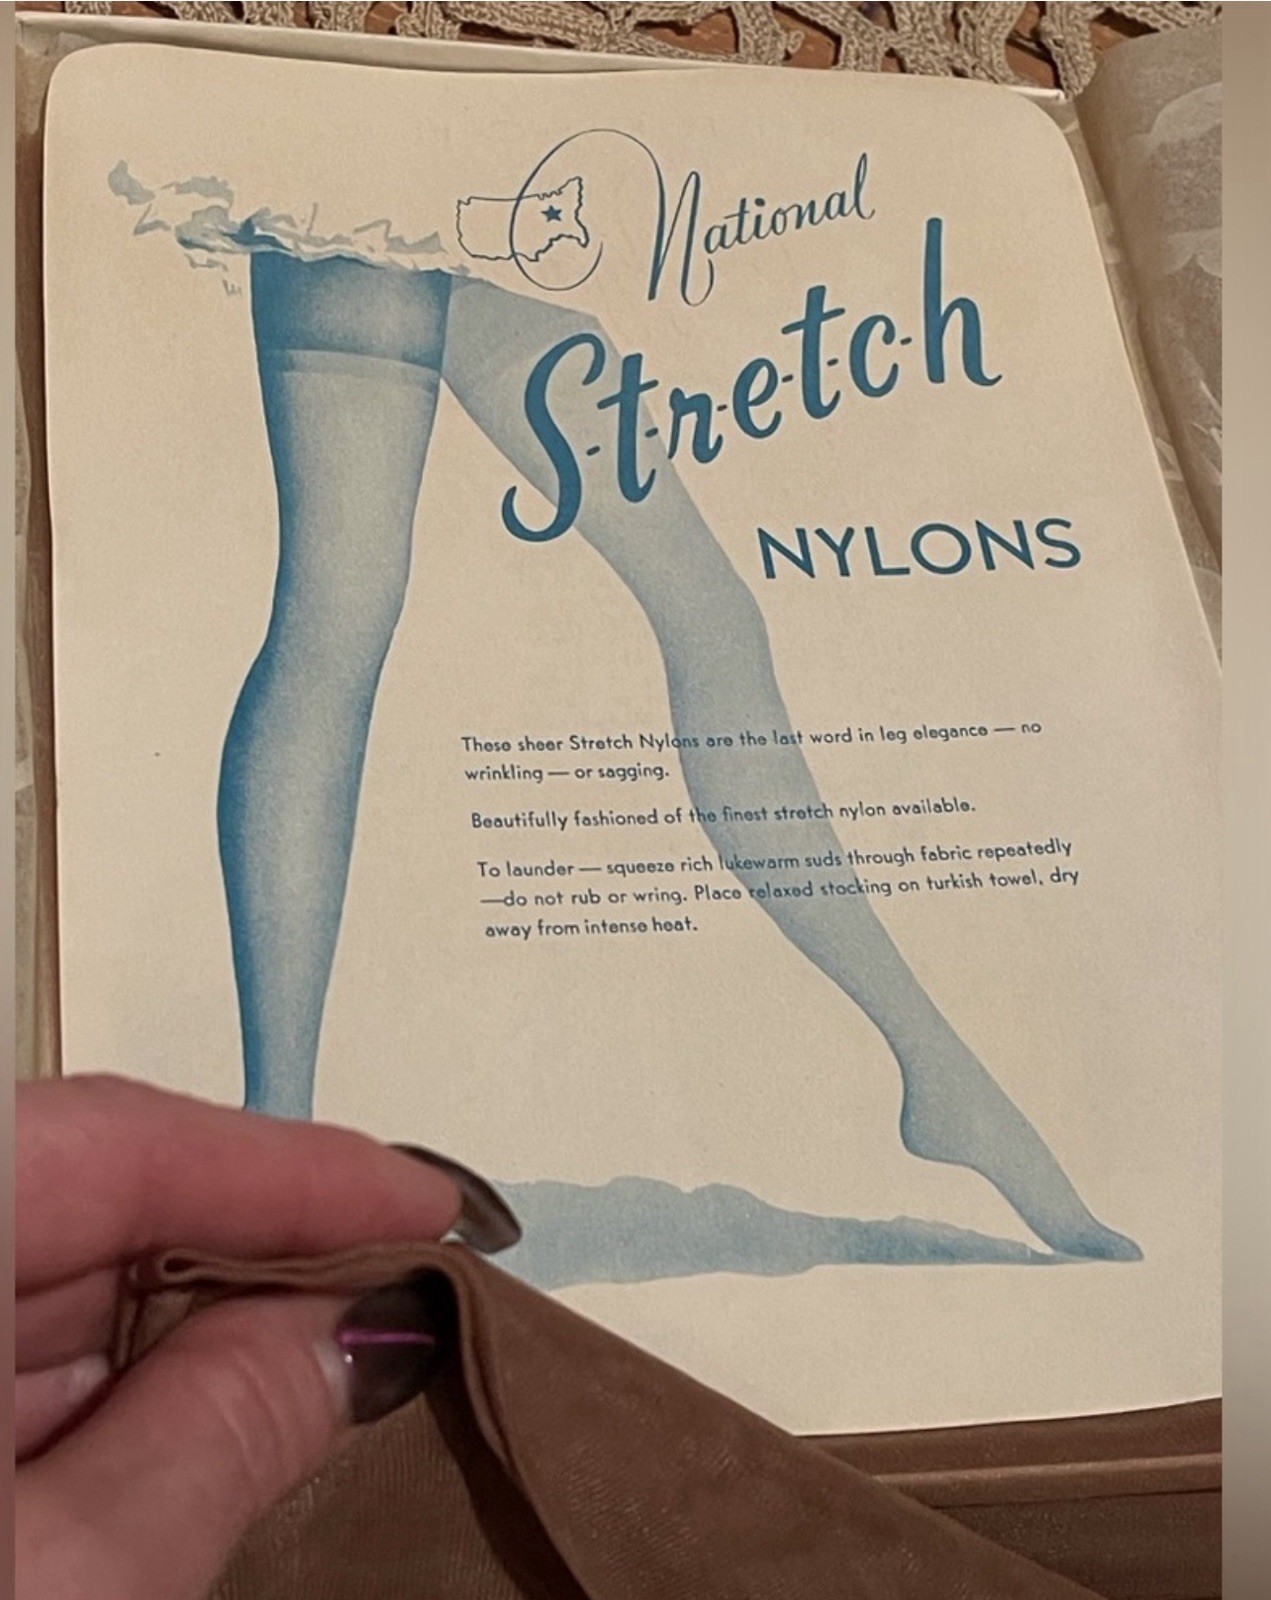 National
S-t-r-e-t-c-h
NYLONS
These sheer Stretch Nylons are the last word in leg elegance — no
wrinkling — or sagging.
Beautifully fashioned of the finest stretch nylon available.
To launder — squeeze rich lukewarm suds through fabric repeatedly
—do not rub or wring. Place relaxed stocking on turkish towel, dry
away from intense heat.